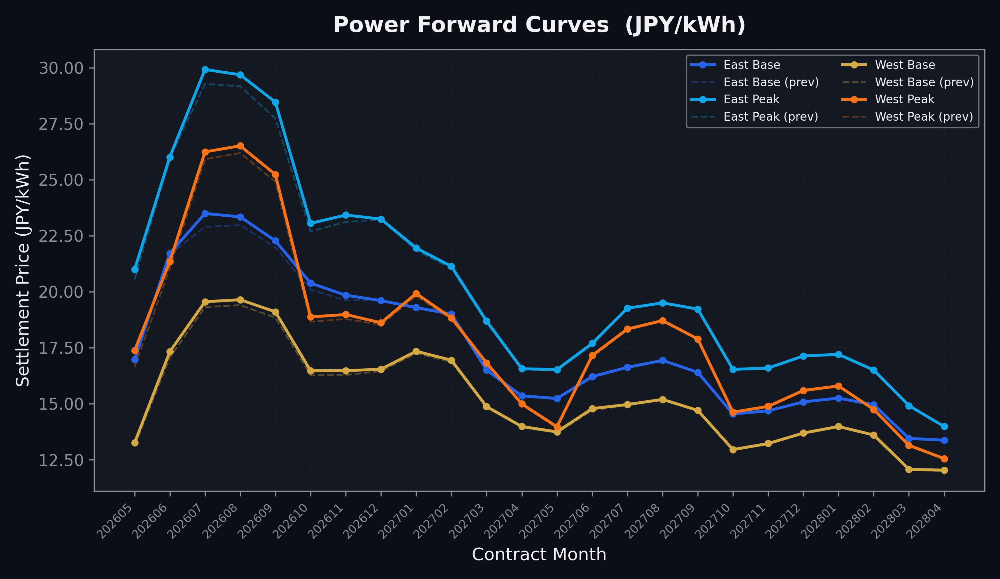 Power Forward Curves  (JPY/kWh)
East Base
East Base (prev)
East Peak
East Peak (prev)
West Base
West Base (prev)
West Peak
West Peak (prev)
Settlement Price (JPY/kWh)
30.00
27.50
25.00
22.50
20.00
17.50
15.00
12.50
202605
202606
202607
202608
202609
202610
202611
202612
202701
202702
202703
202704
202705
202706
202707
202708
202709
202710
202711
202712
202801
202802
202803
202804
Contract Month